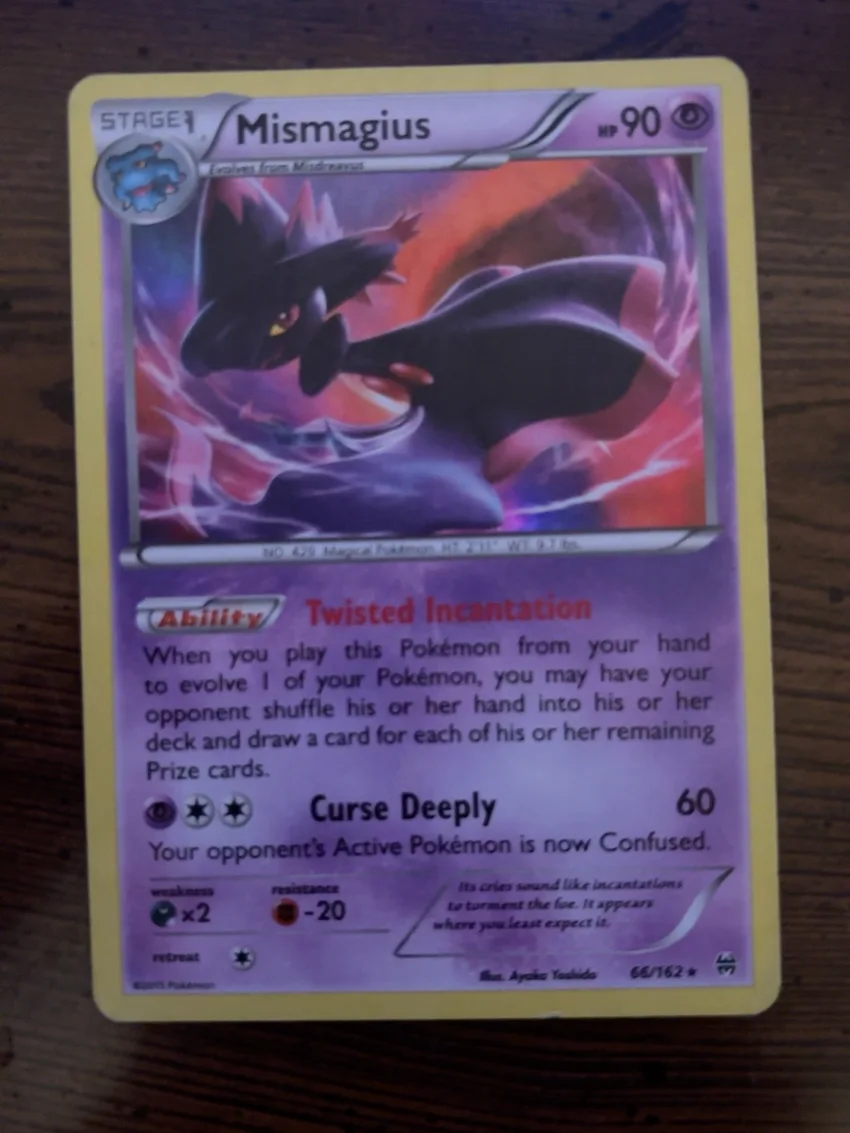 STAGE1
Mismagius
HP 90
Evolves from Misdreavus
NO. 429 Magical Pokémon HT: 2'11" WT: 9.7 lbs.
Ability Twisted Incantation
When you play this Pokémon from your hand
to evolve 1 of your Pokémon, you may have your
opponent shuffle his or her hand into his or her
deck and draw a card for each of his or her remaining
Prize cards.
Curse Deeply 60
Your opponent's Active Pokémon is now Confused.
weakness resistance
x2 -20
Its cries sound like incantations
to torment the foe. It appears
where you least expect it.
retreat
Illus. Ayaka Yoshida 66/162 ★
©2015 Pokémon